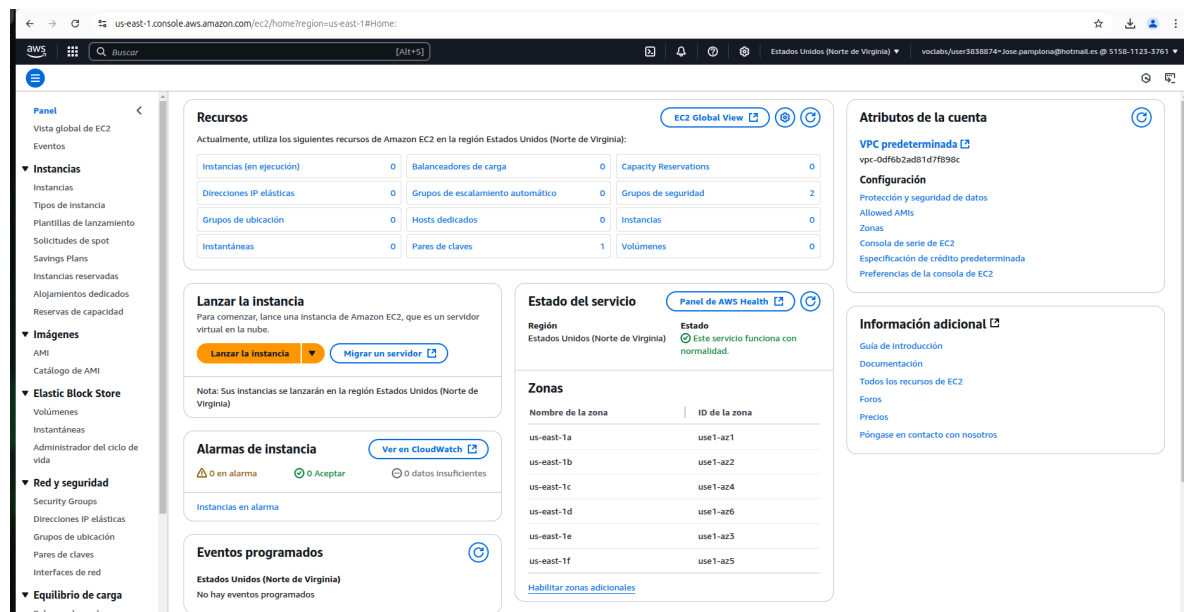 us-east-1.console.aws.amazon.com/ec2/home?region=us-east-1#Home:
aws
Buscar
[Alt+S]
Estados Unidos (Norte de Virginia)
voclabs/user3838874=Jose.pamplona@hotmail.es @ 5158-1123-3761
Panel
Vista global de EC2
Eventos
Instancias
Instancias
Tipos de instancia
Plantillas de lanzamiento
Solicitudes de spot
Savings Plans
Instancias reservadas
Alojamientos dedicados
Reservas de capacidad
Imágenes
AMI
Catálogo de AMI
Elastic Block Store
Volúmenes
Instantáneas
Administrador del ciclo de
vida
Red y seguridad
Security Groups
Direcciones IP elásticas
Grupos de ubicación
Pares de claves
Interfaces de red
Equilibrio de carga
Recursos
EC2 Global View
Actualmente, utiliza los siguientes recursos de Amazon EC2 en la región Estados Unidos (Norte de Virginia):
Instancias (en ejecución) 0
Balanceadores de carga 0
Capacity Reservations 0
Direcciones IP elásticas 0
Grupos de escalamiento automático 0
Grupos de seguridad 2
Grupos de ubicación 0
Hosts dedicados 0
Instancias 0
Instantáneas 0
Pares de claves 1
Volúmenes 0
Lanzar la instancia
Para comenzar, lance una instancia de Amazon EC2, que es un servidor
virtual en la nube.
Lanzar la instancia
Migrar un servidor
Nota: Sus instancias se lanzarán en la región Estados Unidos (Norte de
Virginia)
Alarmas de instancia
Ver en CloudWatch
0 en alarma
0 Aceptar
0 datos insuficientes
Instancias en alarma
Eventos programados
Estados Unidos (Norte de Virginia)
No hay eventos programados
Estado del servicio
Panel de AWS Health
Región
Estados Unidos (Norte de Virginia)
Estado
Este servicio funciona con
normalidad.
Zonas
Nombre de la zona ID de la zona
us-east-1a use1-az1
us-east-1b use1-az2
us-east-1c use1-az4
us-east-1d use1-az6
us-east-1e use1-az3
us-east-1f use1-az5
Habilitar zonas adicionales
Atributos de la cuenta
VPC predeterminada
vpc-0df6b2ad81d7f898c
Configuración
Protección y seguridad de datos
Allowed AMIs
Zonas
Consola de serie de EC2
Especificación de crédito predeterminada
Preferencias de la consola de EC2
Información adicional
Guía de introducción
Documentación
Todos los recursos de EC2
Foros
Precios
Póngase en contacto con nosotros